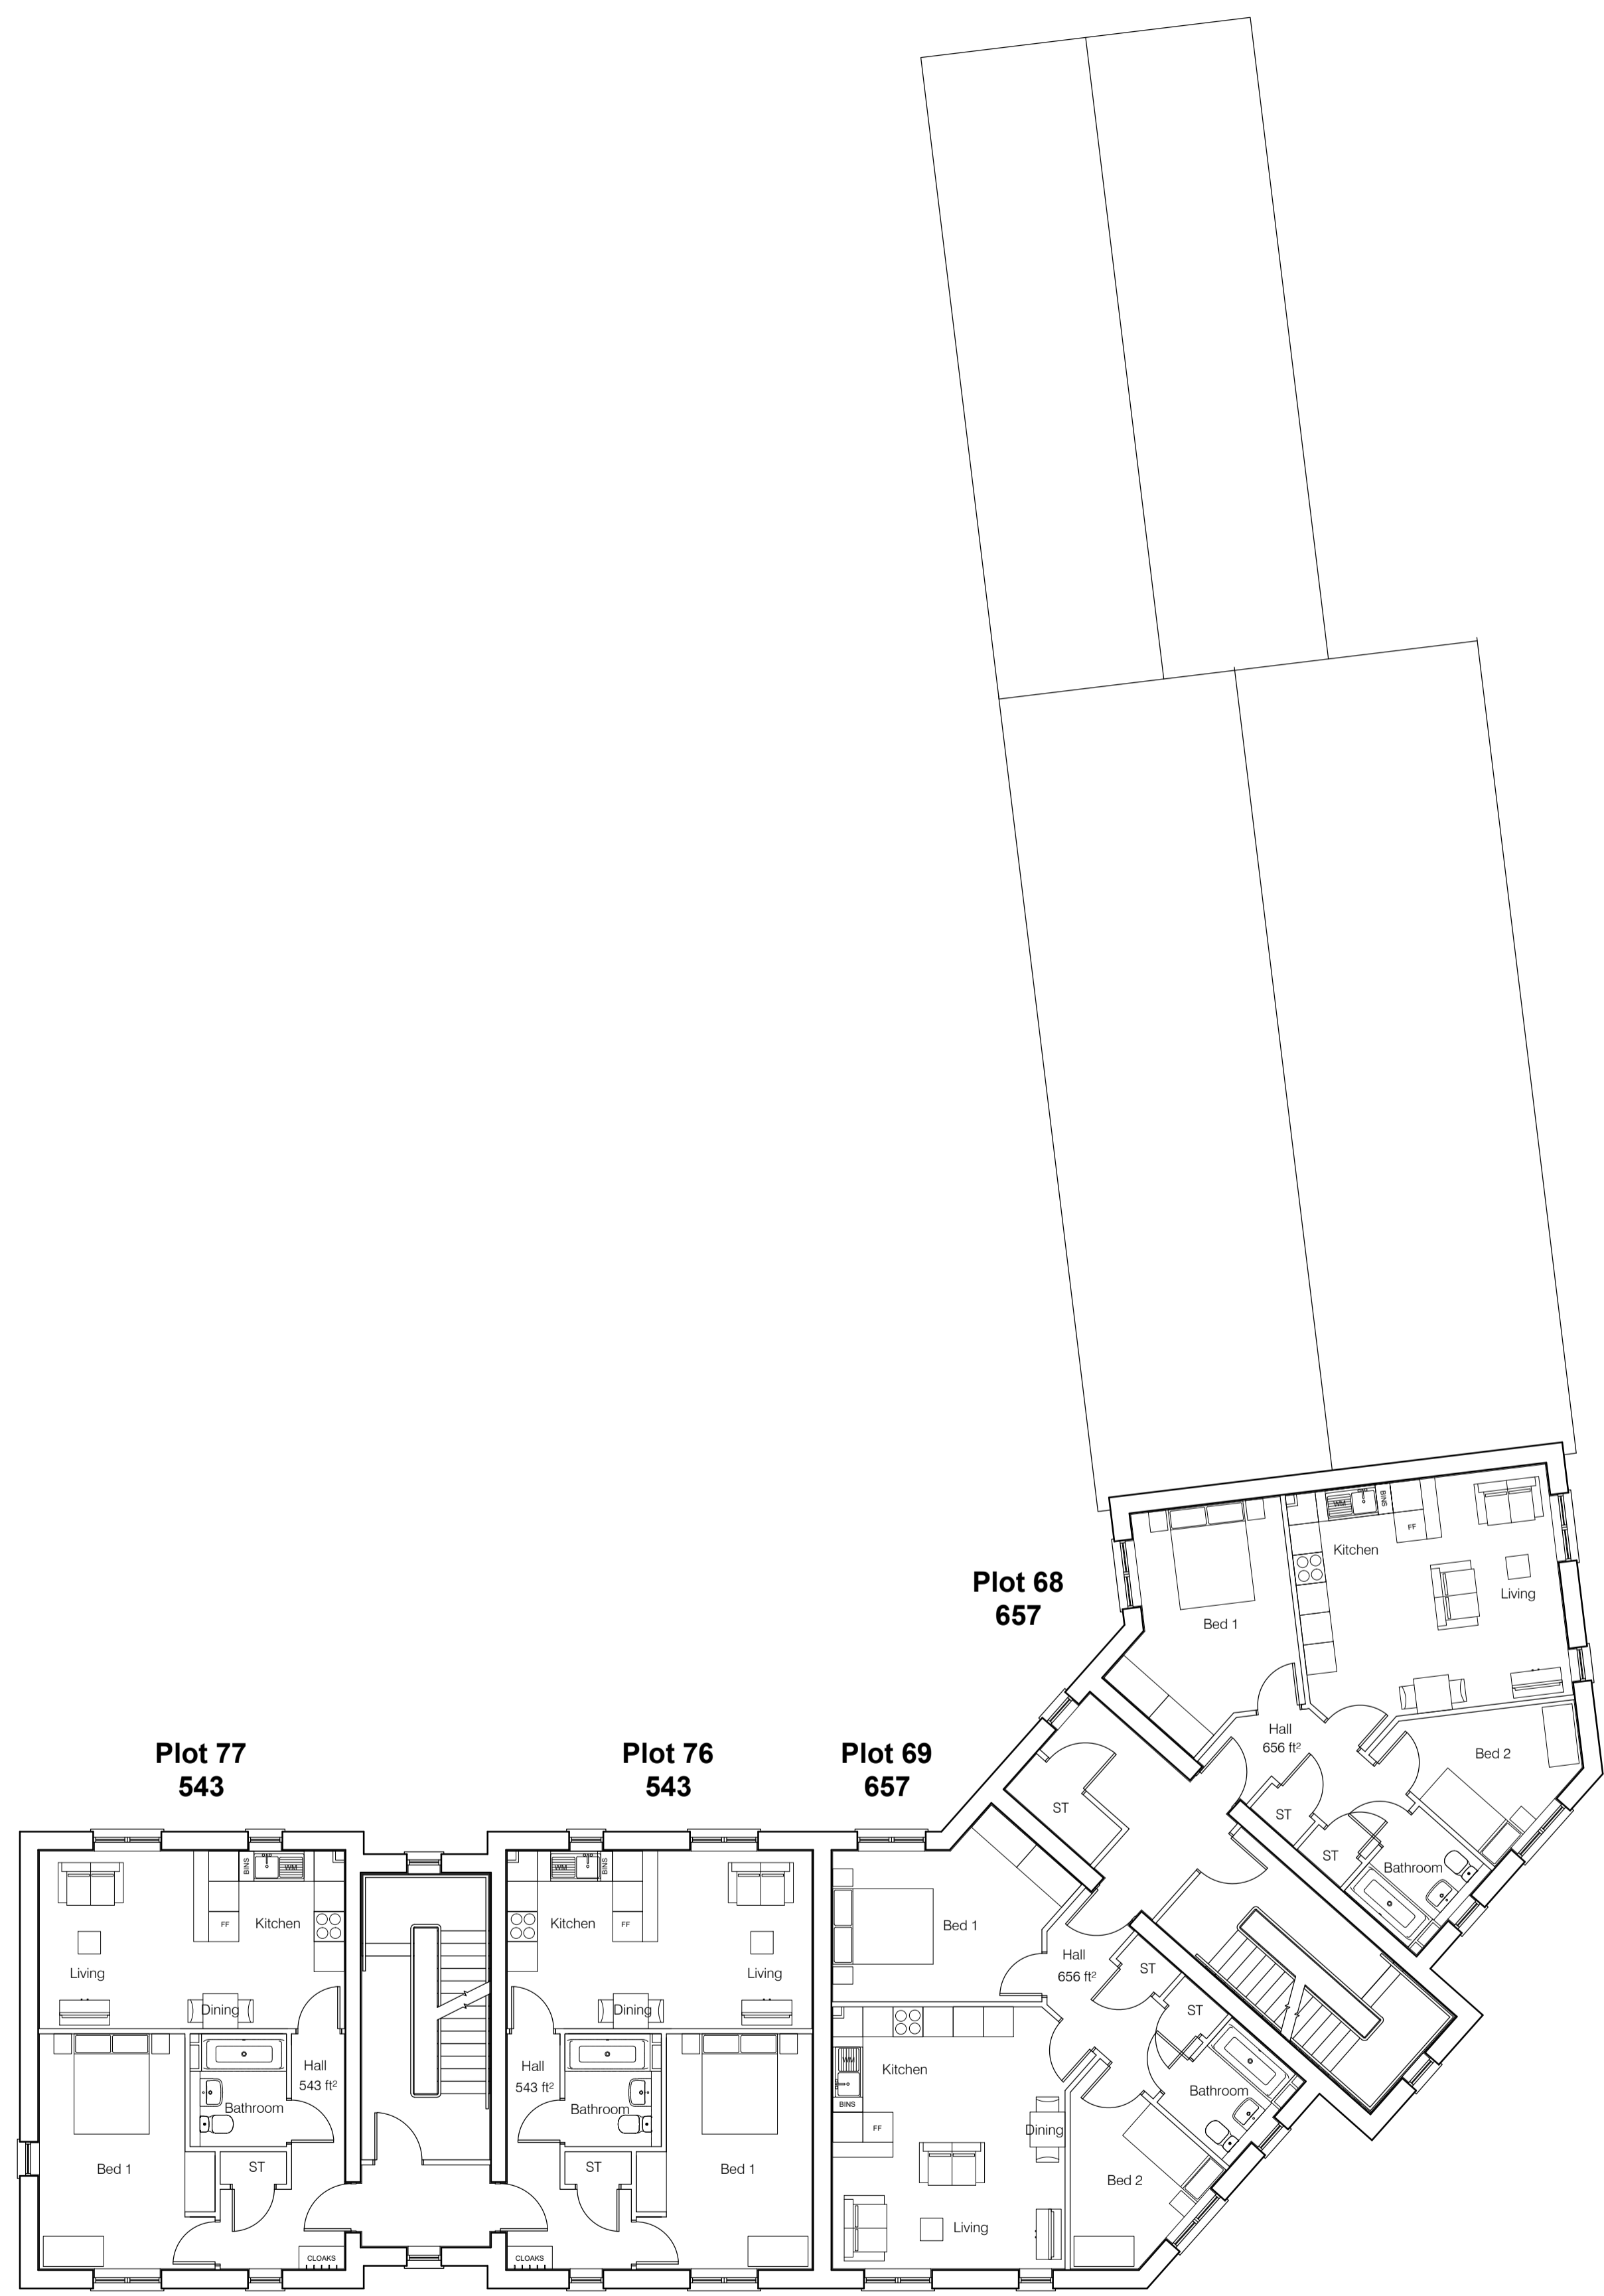 Plot 68
657
BINS
WM
FF
Kitchen
Living
Bed 1
Hall
656 ft²
Bed 2
ST
ST
Bathroom
ST
Plot 77
543
BINS
WM
FF
Kitchen
Living
Dining
Hall
543 ft²
Bathroom
Bed 1
ST
CLOAKS
Plot 76
543
WM
BINS
Kitchen
FF
Living
Dining
Hall
543 ft²
Bathroom
ST
Bed 1
CLOAKS
Plot 69
657
Bed 1
Hall
656 ft²
ST
ST
WM
Kitchen
BINS
FF
Dining
Bathroom
Bed 2
Living